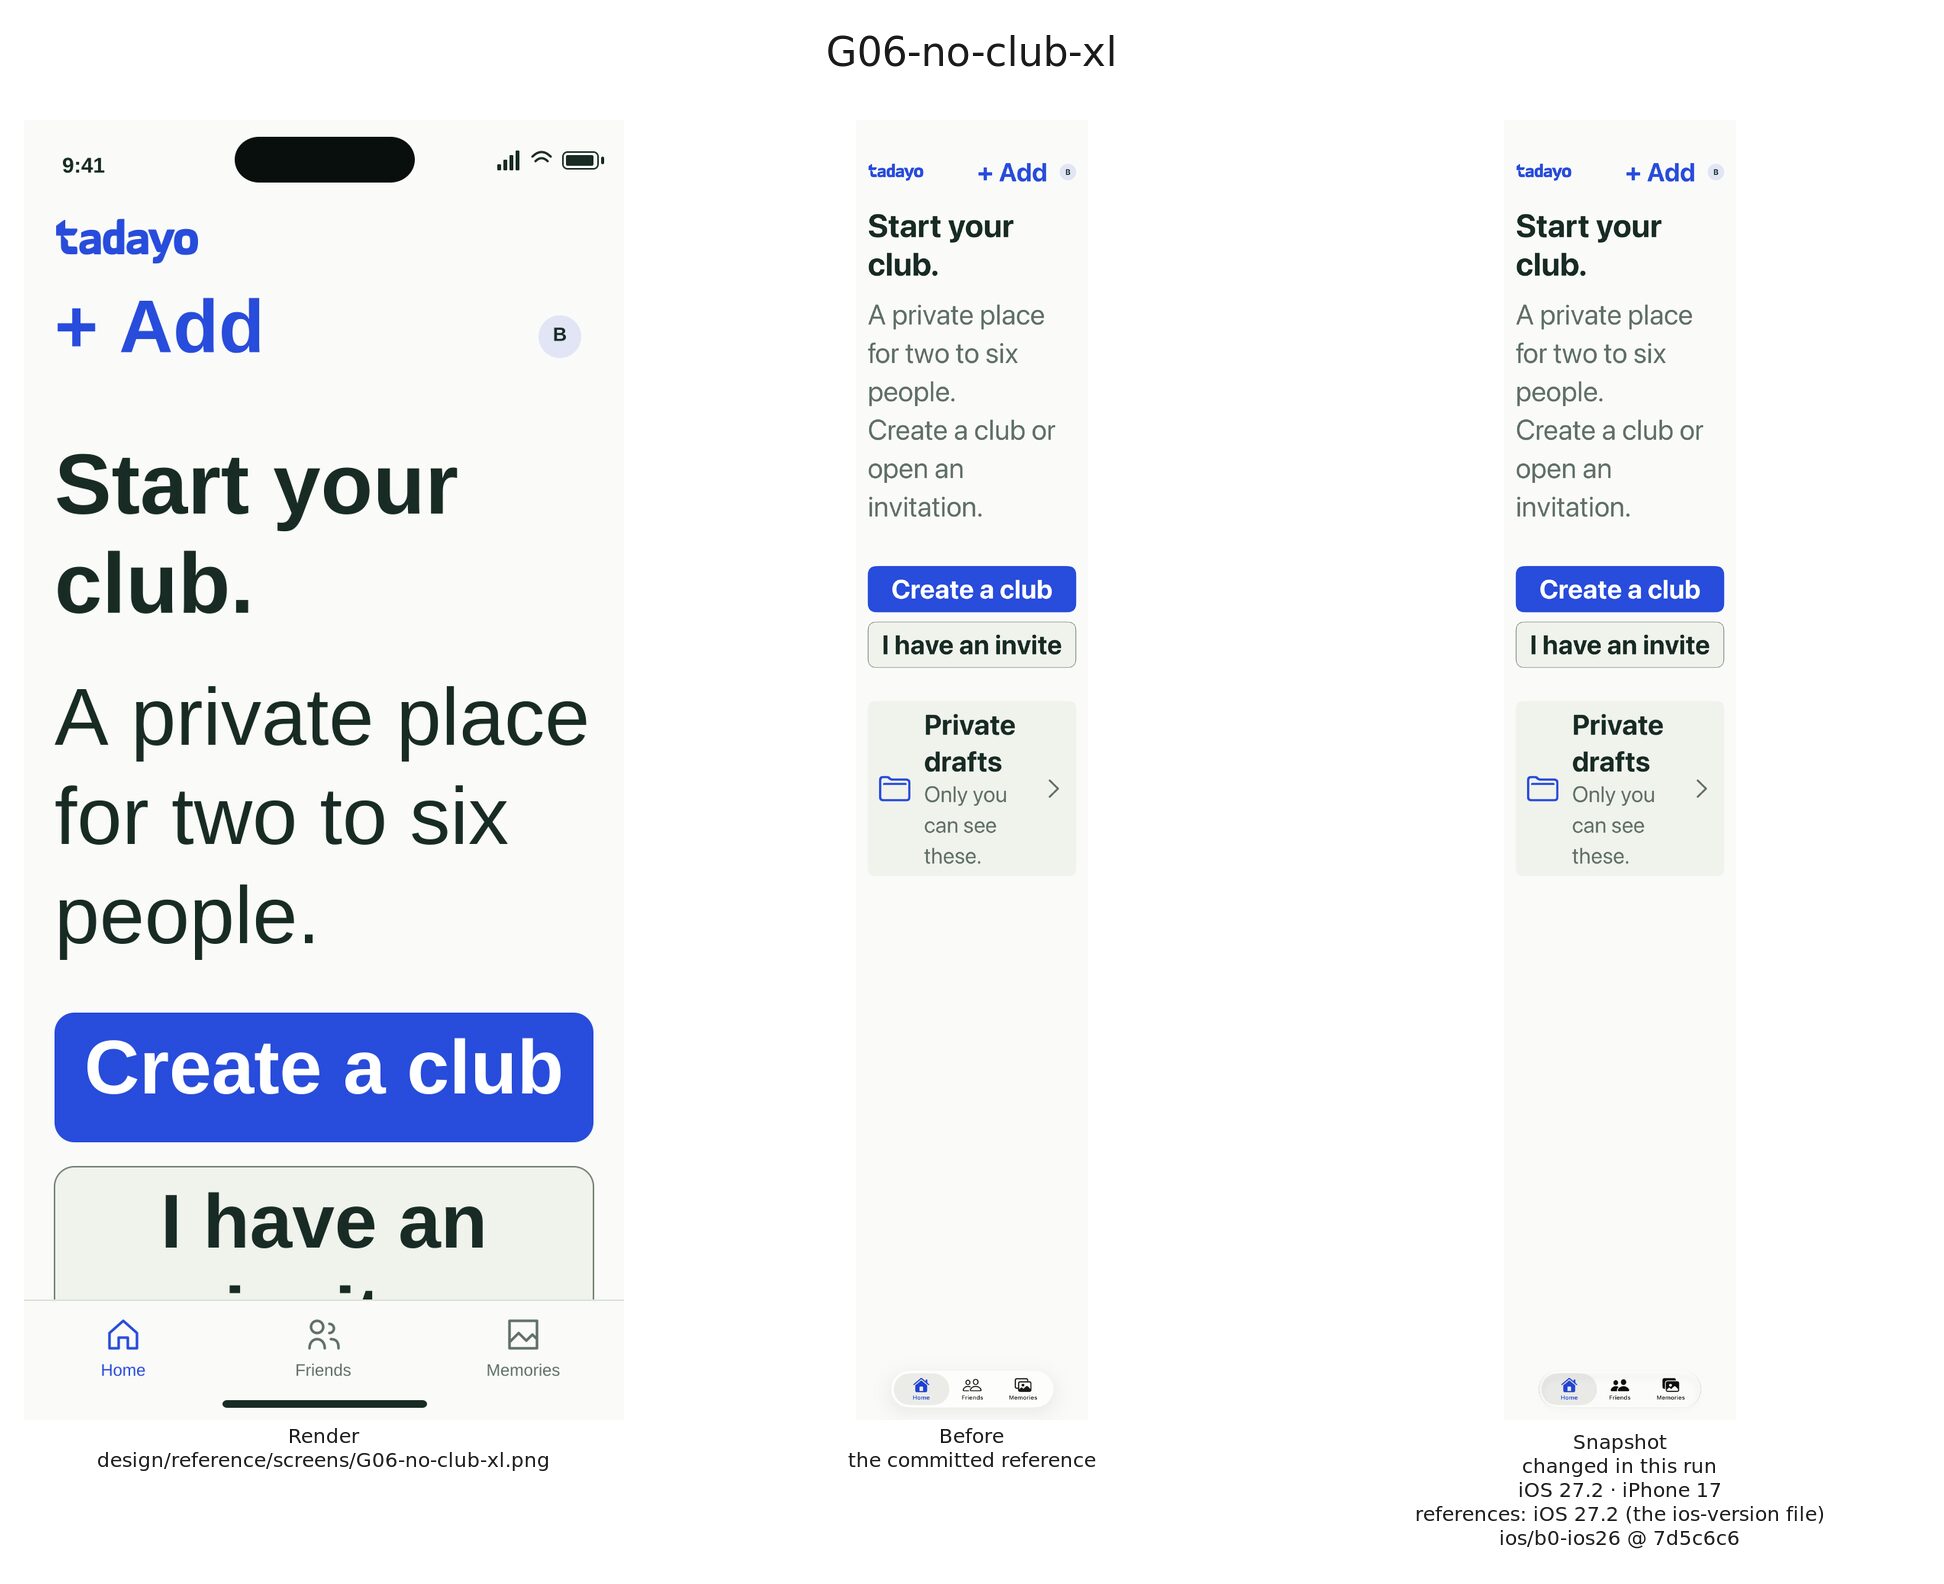 G06-no-club-xl
9:41
tadayo
+ Add
B
Start your
club.
A private place
for two to six
people.
Create a club
I have an
Home
Friends
Memories
Render
design/reference/screens/G06-no-club-xl.png
tadayo
+ Add
B
Start your
club.
A private place
for two to six
people.
Create a club or
open an
invitation.
Create a club
I have an invite
Private
drafts
Only you
can see
these.
Home
Friends
Memories
Before
the committed reference
tadayo
+ Add
B
Start your
club.
A private place
for two to six
people.
Create a club or
open an
invitation.
Create a club
I have an invite
Private
drafts
Only you
can see
these.
Home
Friends
Memories
Snapshot
changed in this run
iOS 27.2 · iPhone 17
references: iOS 27.2 (the ios-version file)
ios/b0-ios26 @ 7d5c6c6